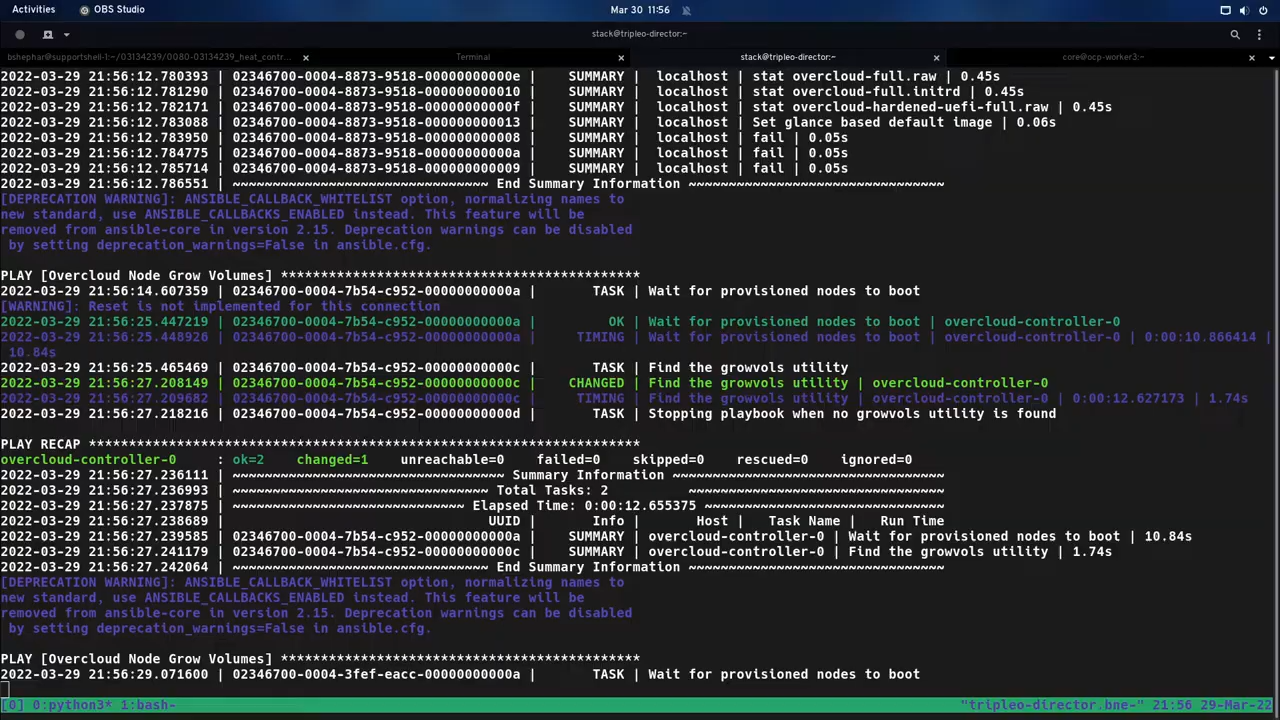 Activities
OBS Studio
Mar 30 11:56
stack@tripleo-director:~
bshephar@supportshell-1:~/03134239/0080-03134239_heat_contr...
Terminal
stack@tripleo-director:~
core@ocp-worker3:~
2022-03-29 21:56:12.780393 | 02346700-0004-8873-9518-00000000000e |    SUMMARY |  localhost | stat overcloud-full.raw | 0.45s
2022-03-29 21:56:12.781290 | 02346700-0004-8873-9518-000000000010 |    SUMMARY |  localhost | stat overcloud-full.initrd | 0.45s
2022-03-29 21:56:12.782171 | 02346700-0004-8873-9518-00000000000f |    SUMMARY |  localhost | stat overcloud-hardened-uefi-full.raw | 0.45s
2022-03-29 21:56:12.783088 | 02346700-0004-8873-9518-000000000013 |    SUMMARY |  localhost | Set glance based default image | 0.06s
2022-03-29 21:56:12.783950 | 02346700-0004-8873-9518-000000000008 |    SUMMARY |  localhost | fail | 0.05s
2022-03-29 21:56:12.784775 | 02346700-0004-8873-9518-00000000000a |    SUMMARY |  localhost | fail | 0.05s
2022-03-29 21:56:12.785714 | 02346700-0004-8873-9518-000000000009 |    SUMMARY |  localhost | fail | 0.05s
2022-03-29 21:56:12.786551 | ~~~~~~~~~~~~~~~~~~~~~~~~~~~~~~~~ End Summary Information ~~~~~~~~~~~~~~~~~~~~~~~~~~~~~~~~
[DEPRECATION WARNING]: ANSIBLE_CALLBACK_WHITELIST option, normalizing names to
new standard, use ANSIBLE_CALLBACKS_ENABLED instead. This feature will be
removed from ansible-core in version 2.15. Deprecation warnings can be disabled
 by setting deprecation_warnings=False in ansible.cfg.
PLAY [Overcloud Node Grow Volumes] *********************************************
2022-03-29 21:56:14.607359 | 02346700-0004-7b54-c952-00000000000a |       TASK | Wait for provisioned nodes to boot
[WARNING]: Reset is not implemented for this connection
2022-03-29 21:56:25.447219 | 02346700-0004-7b54-c952-00000000000a |         OK | Wait for provisioned nodes to boot | overcloud-controller-0
2022-03-29 21:56:25.448926 | 02346700-0004-7b54-c952-00000000000a |     TIMING | Wait for provisioned nodes to boot | overcloud-controller-0 | 0:00:10.866414 |
 10.84s
2022-03-29 21:56:25.465469 | 02346700-0004-7b54-c952-00000000000c |       TASK | Find the growvols utility
2022-03-29 21:56:27.208149 | 02346700-0004-7b54-c952-00000000000c |    CHANGED | Find the growvols utility | overcloud-controller-0
2022-03-29 21:56:27.209682 | 02346700-0004-7b54-c952-00000000000c |     TIMING | Find the growvols utility | overcloud-controller-0 | 0:00:12.627173 | 1.74s
2022-03-29 21:56:27.218216 | 02346700-0004-7b54-c952-00000000000d |       TASK | Stopping playbook when no growvols utility is found
PLAY RECAP *********************************************************************
overcloud-controller-0     : ok=2    changed=1    unreachable=0    failed=0    skipped=0    rescued=0    ignored=0
2022-03-29 21:56:27.236111 | ~~~~~~~~~~~~~~~~~~~~~~~~~~~~~~~~~~ Summary Information ~~~~~~~~~~~~~~~~~~~~~~~~~~~~~~~~~~
2022-03-29 21:56:27.236993 | ~~~~~~~~~~~~~~~~~~~~~~~~~~~~~~~~ Total Tasks: 2       ~~~~~~~~~~~~~~~~~~~~~~~~~~~~~~~~
2022-03-29 21:56:27.237875 | ~~~~~~~~~~~~~~~~~~~~~~~~~~~~~ Elapsed Time: 0:00:12.655375 ~~~~~~~~~~~~~~~~~~~~~~~~~~~~~~~
2022-03-29 21:56:27.238689 |                                 UUID |       Info |       Host |   Task Name |   Run Time
2022-03-29 21:56:27.239585 | 02346700-0004-7b54-c952-00000000000a |    SUMMARY | overcloud-controller-0 | Wait for provisioned nodes to boot | 10.84s
2022-03-29 21:56:27.241179 | 02346700-0004-7b54-c952-00000000000c |    SUMMARY | overcloud-controller-0 | Find the growvols utility | 1.74s
2022-03-29 21:56:27.242064 | ~~~~~~~~~~~~~~~~~~~~~~~~~~~~~~~~ End Summary Information ~~~~~~~~~~~~~~~~~~~~~~~~~~~~~~~~
[DEPRECATION WARNING]: ANSIBLE_CALLBACK_WHITELIST option, normalizing names to
new standard, use ANSIBLE_CALLBACKS_ENABLED instead. This feature will be
removed from ansible-core in version 2.15. Deprecation warnings can be disabled
 by setting deprecation_warnings=False in ansible.cfg.
PLAY [Overcloud Node Grow Volumes] *********************************************
2022-03-29 21:56:29.071600 | 02346700-0004-3fef-eacc-00000000000a |       TASK | Wait for provisioned nodes to boot
[0] 0:python3* 1:bash- "tripleo-director.bne-" 21:56 29-Mar-22